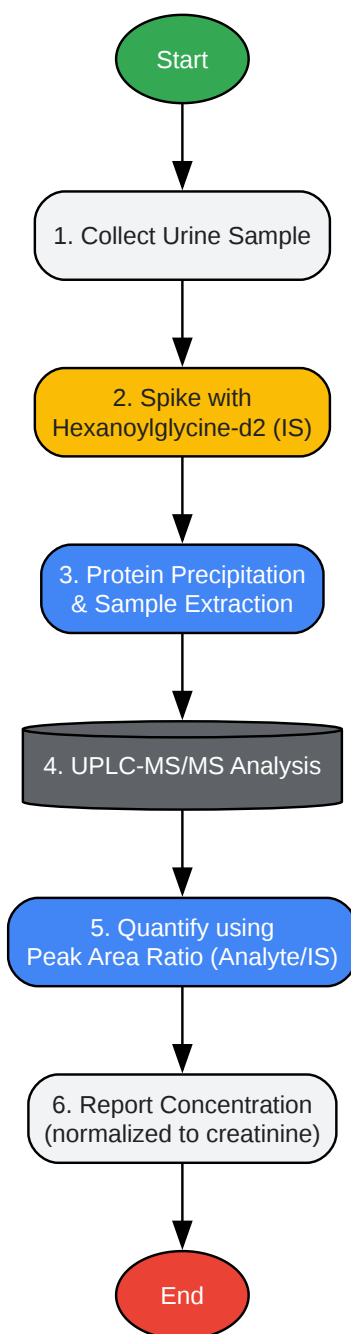 Start
1. Collect Urine Sample
2. Spike with
Hexanoylglycine-d2 (IS)
3. Protein Precipitation
& Sample Extraction
4. UPLC-MS/MS Analysis
5. Quantify using
Peak Area Ratio (Analyte/IS)
6. Report Concentration
(normalized to creatinine)
End